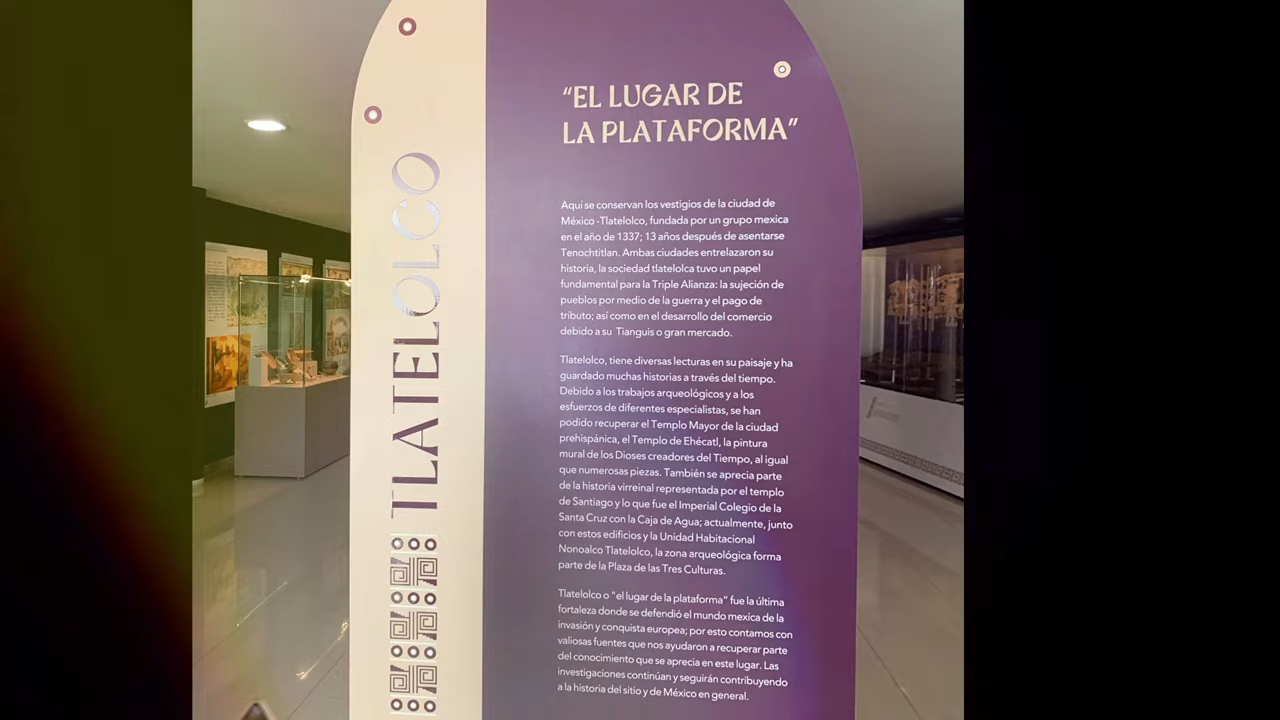 TLATELOLCO
“EL LUGAR DE
LA PLATAFORMA”
Aquí se conservan los vestigios de la ciudad de
México -Tlatelolco, fundada por un grupo mexica
en el año de 1337; 13 años después de asentarse
Tenochtitlan. Ambas ciudades entrelazaron su
historia, la sociedad tlatelolca tuvo un papel
fundamental para la Triple Alianza: la sujeción de
pueblos por medio de la guerra y el pago de
tributo; así como en el desarrollo del comercio
debido a su Tianguis o gran mercado.
Tlatelolco, tiene diversas lecturas en su paisaje y ha
guardado muchas historias a través del tiempo.
Debido a los trabajos arqueológicos y a los
esfuerzos de diferentes especialistas, se han
podido recuperar el Templo Mayor de la ciudad
prehispánica, el Templo de Ehécatl, la pintura
mural de los Dioses creadores del Tiempo, al igual
que numerosas piezas. También se aprecia parte
de la historia virreinal representada por el templo
de Santiago y lo que fue el Imperial Colegio de la
Santa Cruz con la Caja de Agua; actualmente, junto
con estos edificios y la Unidad Habitacional
Nonoalco Tlatelolco, la zona arqueológica forma
parte de la Plaza de las Tres Culturas.
Tlatelolco o “el lugar de la plataforma” fue la última
fortaleza donde se defendió el mundo mexica de la
invasión y conquista europea; por esto contamos con
valiosas fuentes que nos ayudaron a recuperar parte
del conocimiento que se aprecia en este lugar. Las
investigaciones continúan y seguirán contribuyendo
a la historia del sitio y de México en general.